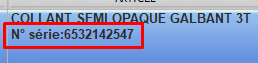 COLLANT SEMI OPAQUE GALBANT 3T
N° série:6532142547